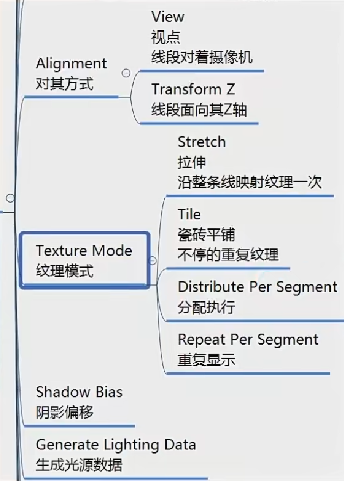 View
视点
线段对着摄像机
Alignment
对其方式
Transform Z
线段面向其Z轴
Stretch
拉伸
沿整条线映射纹理一次
Tile
瓷砖平铺
不停的重复纹理
Texture Mode
纹理模式
Distribute Per Segment
分配执行
Repeat Per Segment
重复显示
Shadow Bias
阴影偏移
Generate Lighting Data
生成光源数据